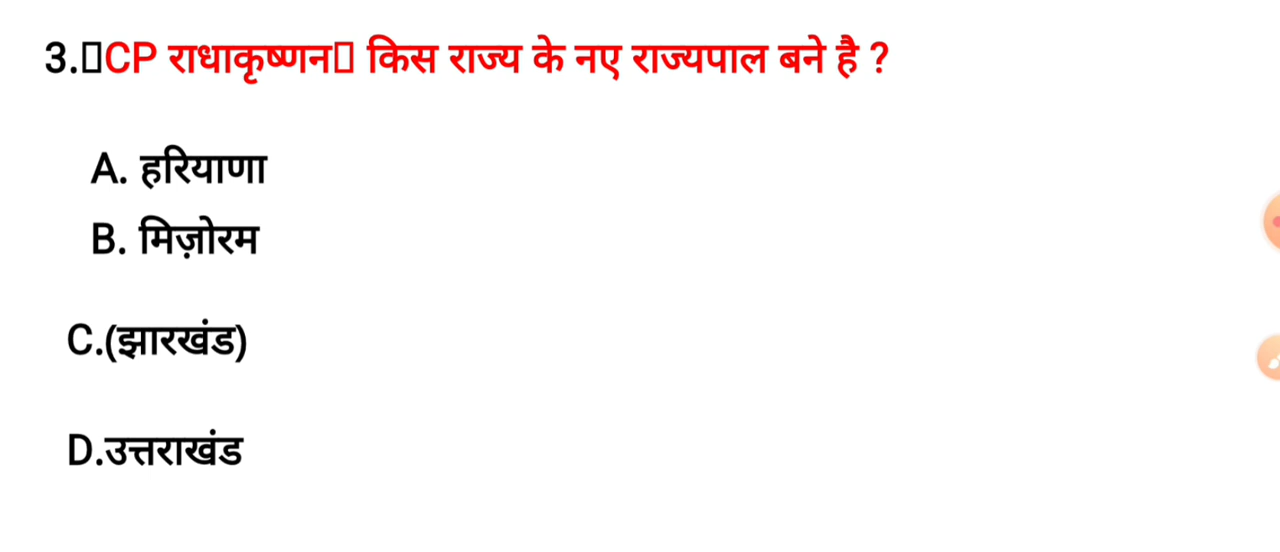 3.▯CP राधाकृष्णन▯ किस राज्य के नए राज्यपाल बने है ?
A. हरियाणा
B. मिज़ोरम
C.(झारखंड)
D.उत्तराखंड